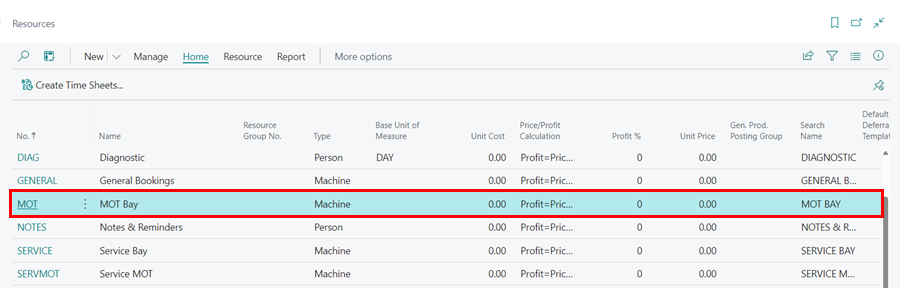 Resources
New Manage Home Resource Report More options
Create Time Sheets...
No. ↑ Name Resource Group No. Type Base Unit of Measure Unit Cost Price/Profit Calculation Profit % Unit Price Gen. Prod. Posting Group Search Name Default Deferra Templat
DIAG Diagnostic Person DAY 0.00 Profit=Pric... 0 0.00 DIAGNOSTIC
GENERAL General Bookings Machine 0.00 Profit=Pric... 0 0.00 GENERAL B...
MOT MOT Bay Machine 0.00 Profit=Pric... 0 0.00 MOT BAY
NOTES Notes & Reminders Person 0.00 Profit=Pric... 0 0.00 NOTES & R...
SERVICE Service Bay Machine 0.00 Profit=Pric... 0 0.00 SERVICE BAY
SERVMOT Service MOT Machine 0.00 Profit=Pric... 0 0.00 SERVICE M...